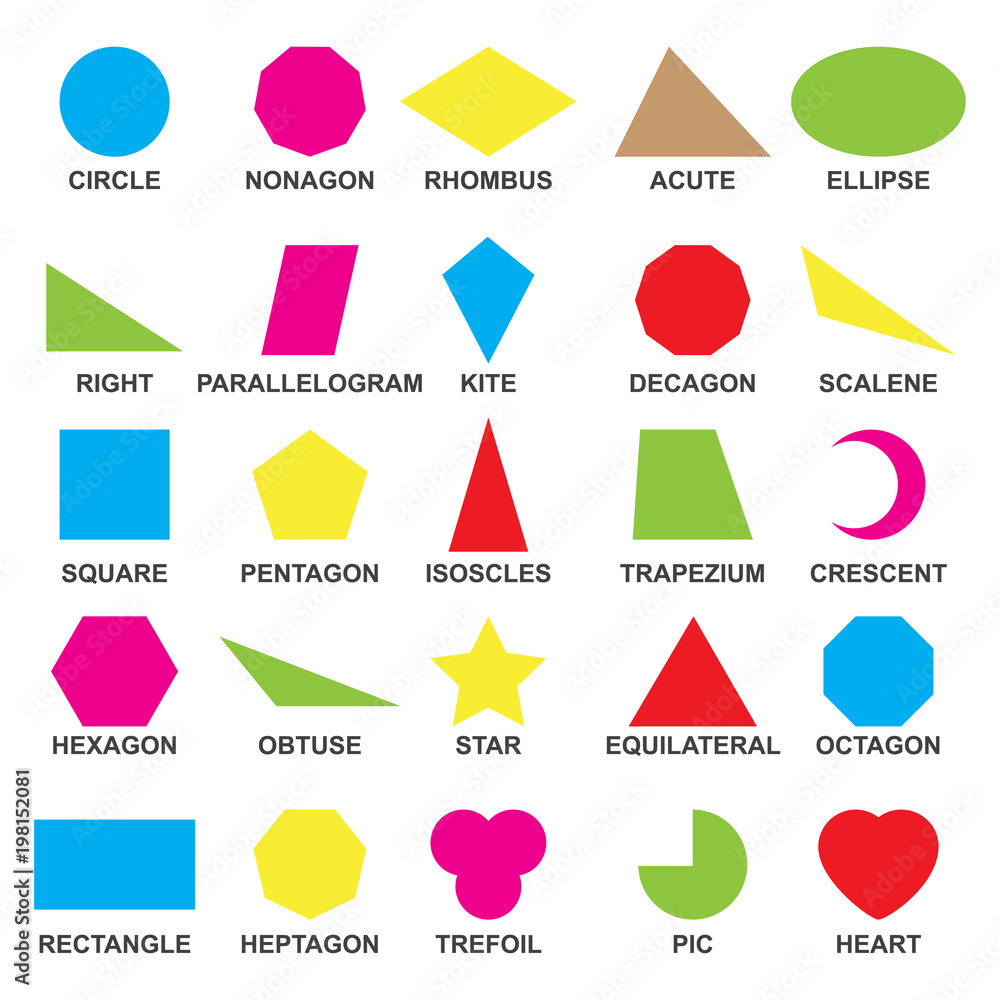 CIRCLE NONAGON RHOMBUS ACUTE ELLIPSE
RIGHT PARALLELOGRAM KITE DECAGON SCALENE
SQUARE PENTAGON ISOSCLES TRAPEZIUM CRESCENT
HEXAGON OBTUSE STAR EQUILATERAL OCTAGON
RECTANGLE HEPTAGON TREFOIL PIC HEART
Adobe Stock | #198152081